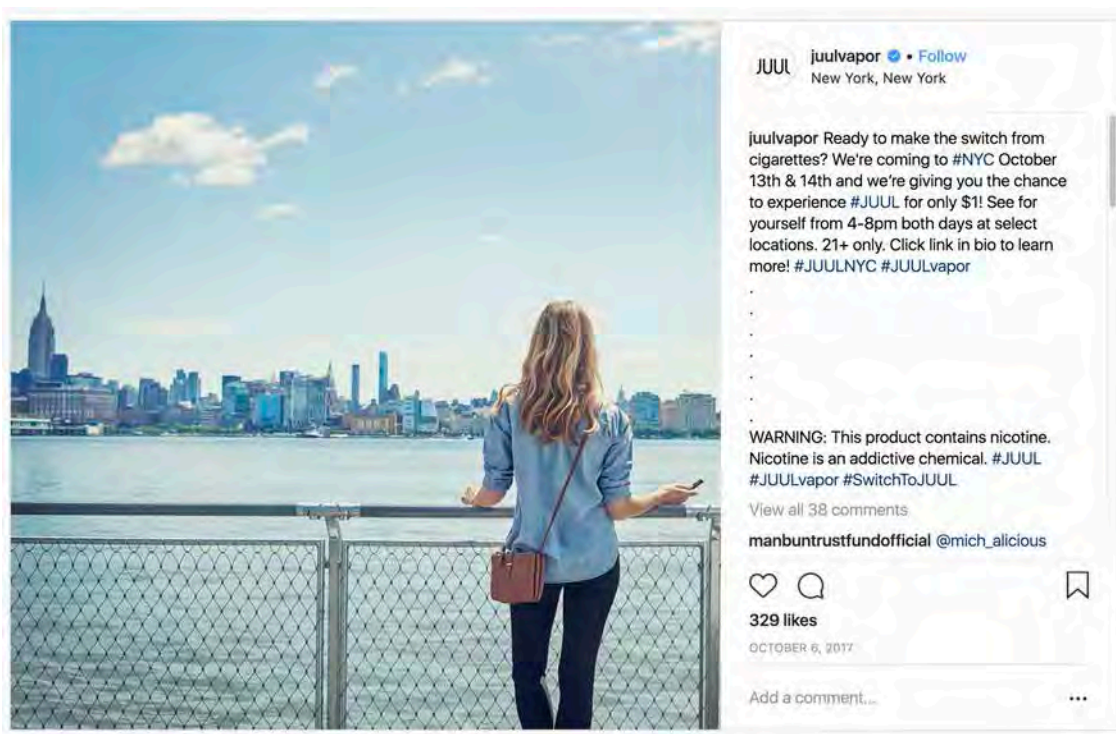 JUUL
juulvapor • Follow
New York, New York
juulvapor Ready to make the switch from
cigarettes? We're coming to #NYC October
13th & 14th and we're giving you the chance
to experience #JUUL for only $1! See for
yourself from 4-8pm both days at select
locations. 21+ only. Click link in bio to learn
more! #JUULNYC #JUULvapor
.
.
.
.
.
.
.
WARNING: This product contains nicotine.
Nicotine is an addictive chemical. #JUUL
#JUULvapor #SwitchToJUUL
View all 38 comments
manbuntrustfundofficial @mich_alicious
329 likes
OCTOBER 6, 2017
Add a comment...